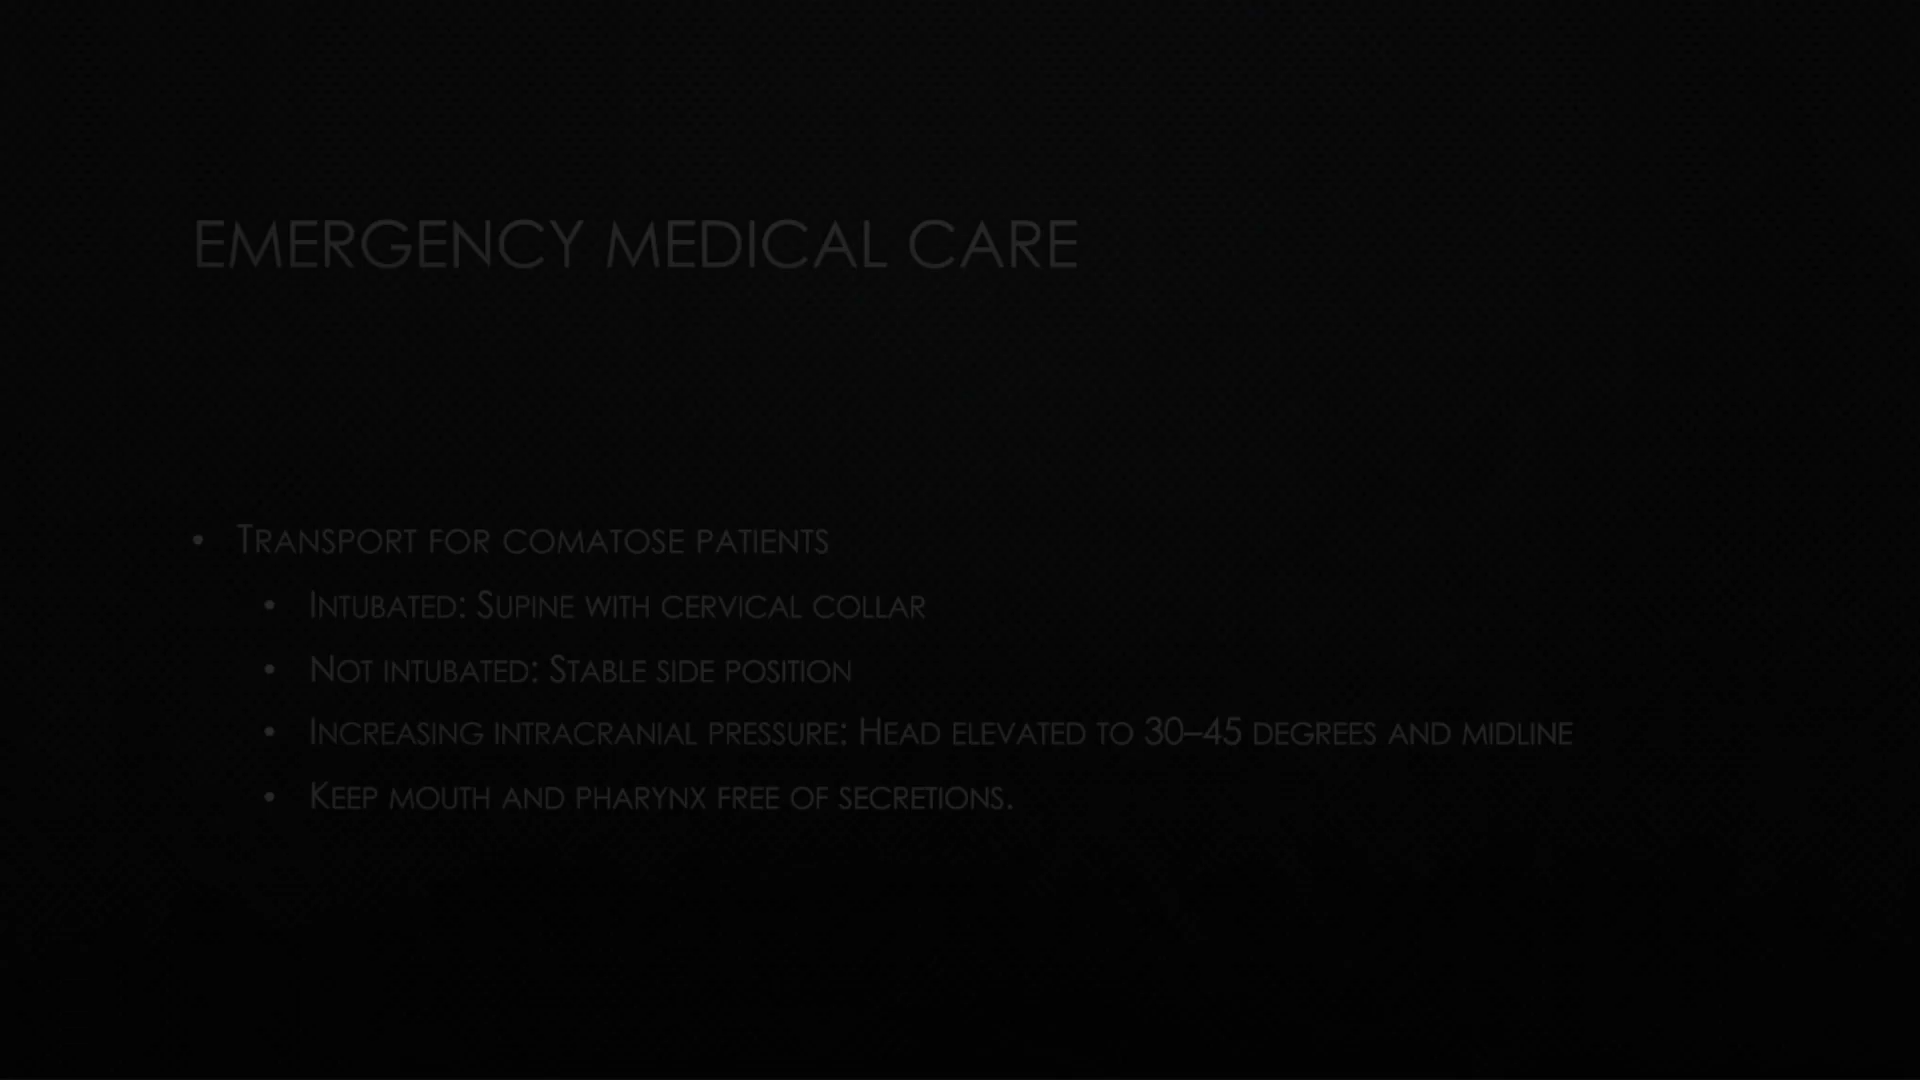 EMERGENCY MEDICAL CARE
• TRANSPORT FOR COMATOSE PATIENTS
• INTUBATED: SUPINE WITH CERVICAL COLLAR
• NOT INTUBATED: STABLE SIDE POSITION
• INCREASING INTRACRANIAL PRESSURE: HEAD ELEVATED TO 30–45 DEGREES AND MIDLINE
• KEEP MOUTH AND PHARYNX FREE OF SECRETIONS.